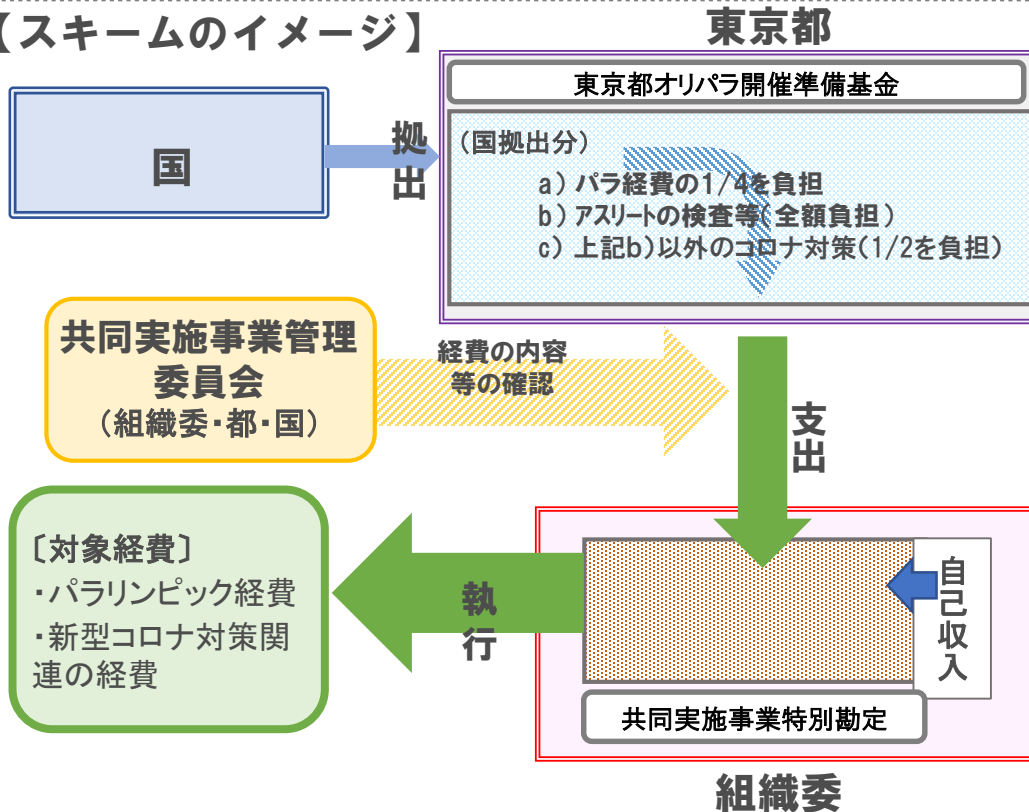 【スキームのイメージ】
東京都
東京都オリパラ開催準備基金
国
拠出
(国拠出分)
a) パラ経費の1/4を負担
b) アスリートの検査等(全額負担)
c) 上記b)以外のコロナ対策(1/2を負担)
共同実施事業管理
委員会
(組織委・都・国)
経費の内容
等の確認
支出
〔対象経費〕
・パラリンピック経費
・新型コロナ対策関
連の経費
執行
自己収入
共同実施事業特別勘定
組織委